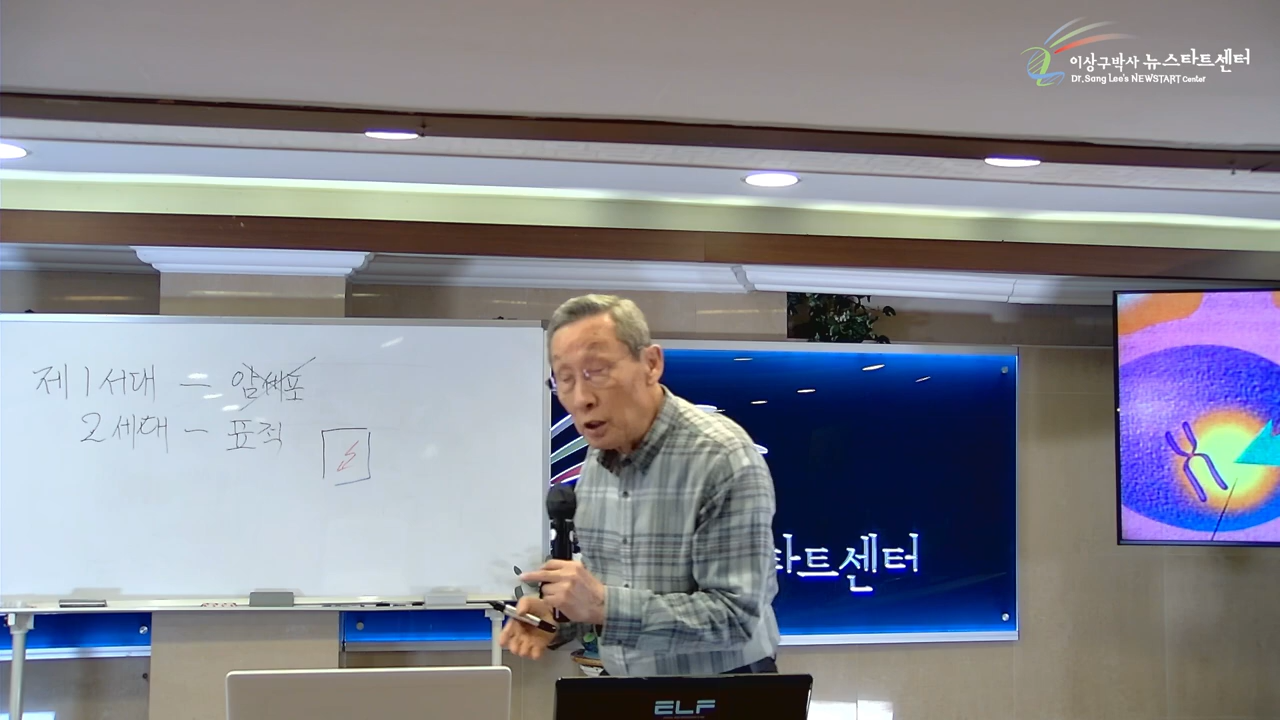 이상구박사 뉴스타트센터
Dr. Sang Lee's NEWSTART Center
제1세대 — 암세포
2세대 — 표적
타트센터
ELF